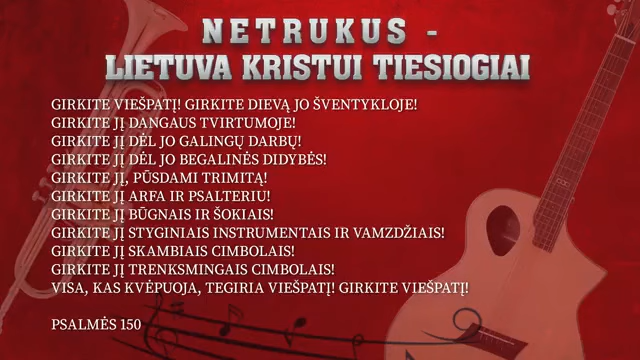 NETRUKUS -
LIETUVA KRISTUI TIESIOGIAI
GIRKITE VIEŠPATĮ! GIRKITE DIEVĄ JO ŠVENTYKLOJE!
GIRKITE JĮ DANGAUS TVIRTUMOJE!
GIRKITE JĮ DĖL JO GALINGŲ DARBŲ!
GIRKITE JĮ DĖL JO BEGALINĖS DIDYBĖS!
GIRKITE JĮ, PŪSDAMI TRIMITĄ!
GIRKITE JĮ ARFA IR PSALTERIU!
GIRKITE JĮ BŪGNAIS IR ŠOKIAIS!
GIRKITE JĮ STYGINIAIS INSTRUMENTAIS IR VAMZDŽIAIS!
GIRKITE JĮ SKAMBIAIS CIMBOLAIS!
GIRKITE JĮ TRENKSMINGAIS CIMBOLAIS!
VISA, KAS KVĖPUOJA, TEGIRIA VIEŠPATĮ! GIRKITE VIEŠPATĮ!
PSALMĖS 150